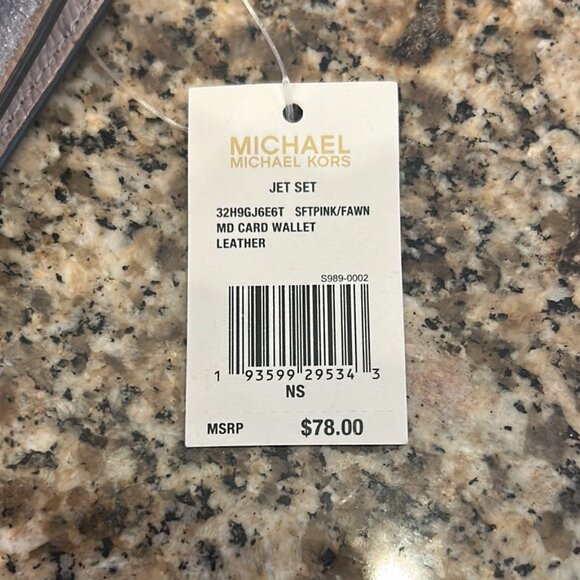 MICHAEL
MICHAEL KORS
JET SET
32H9GJ6E6T SFTPINK/FAWN
MD CARD WALLET
LEATHER
S989-0002
1 93599 29534 3
NS
MSRP $78.00